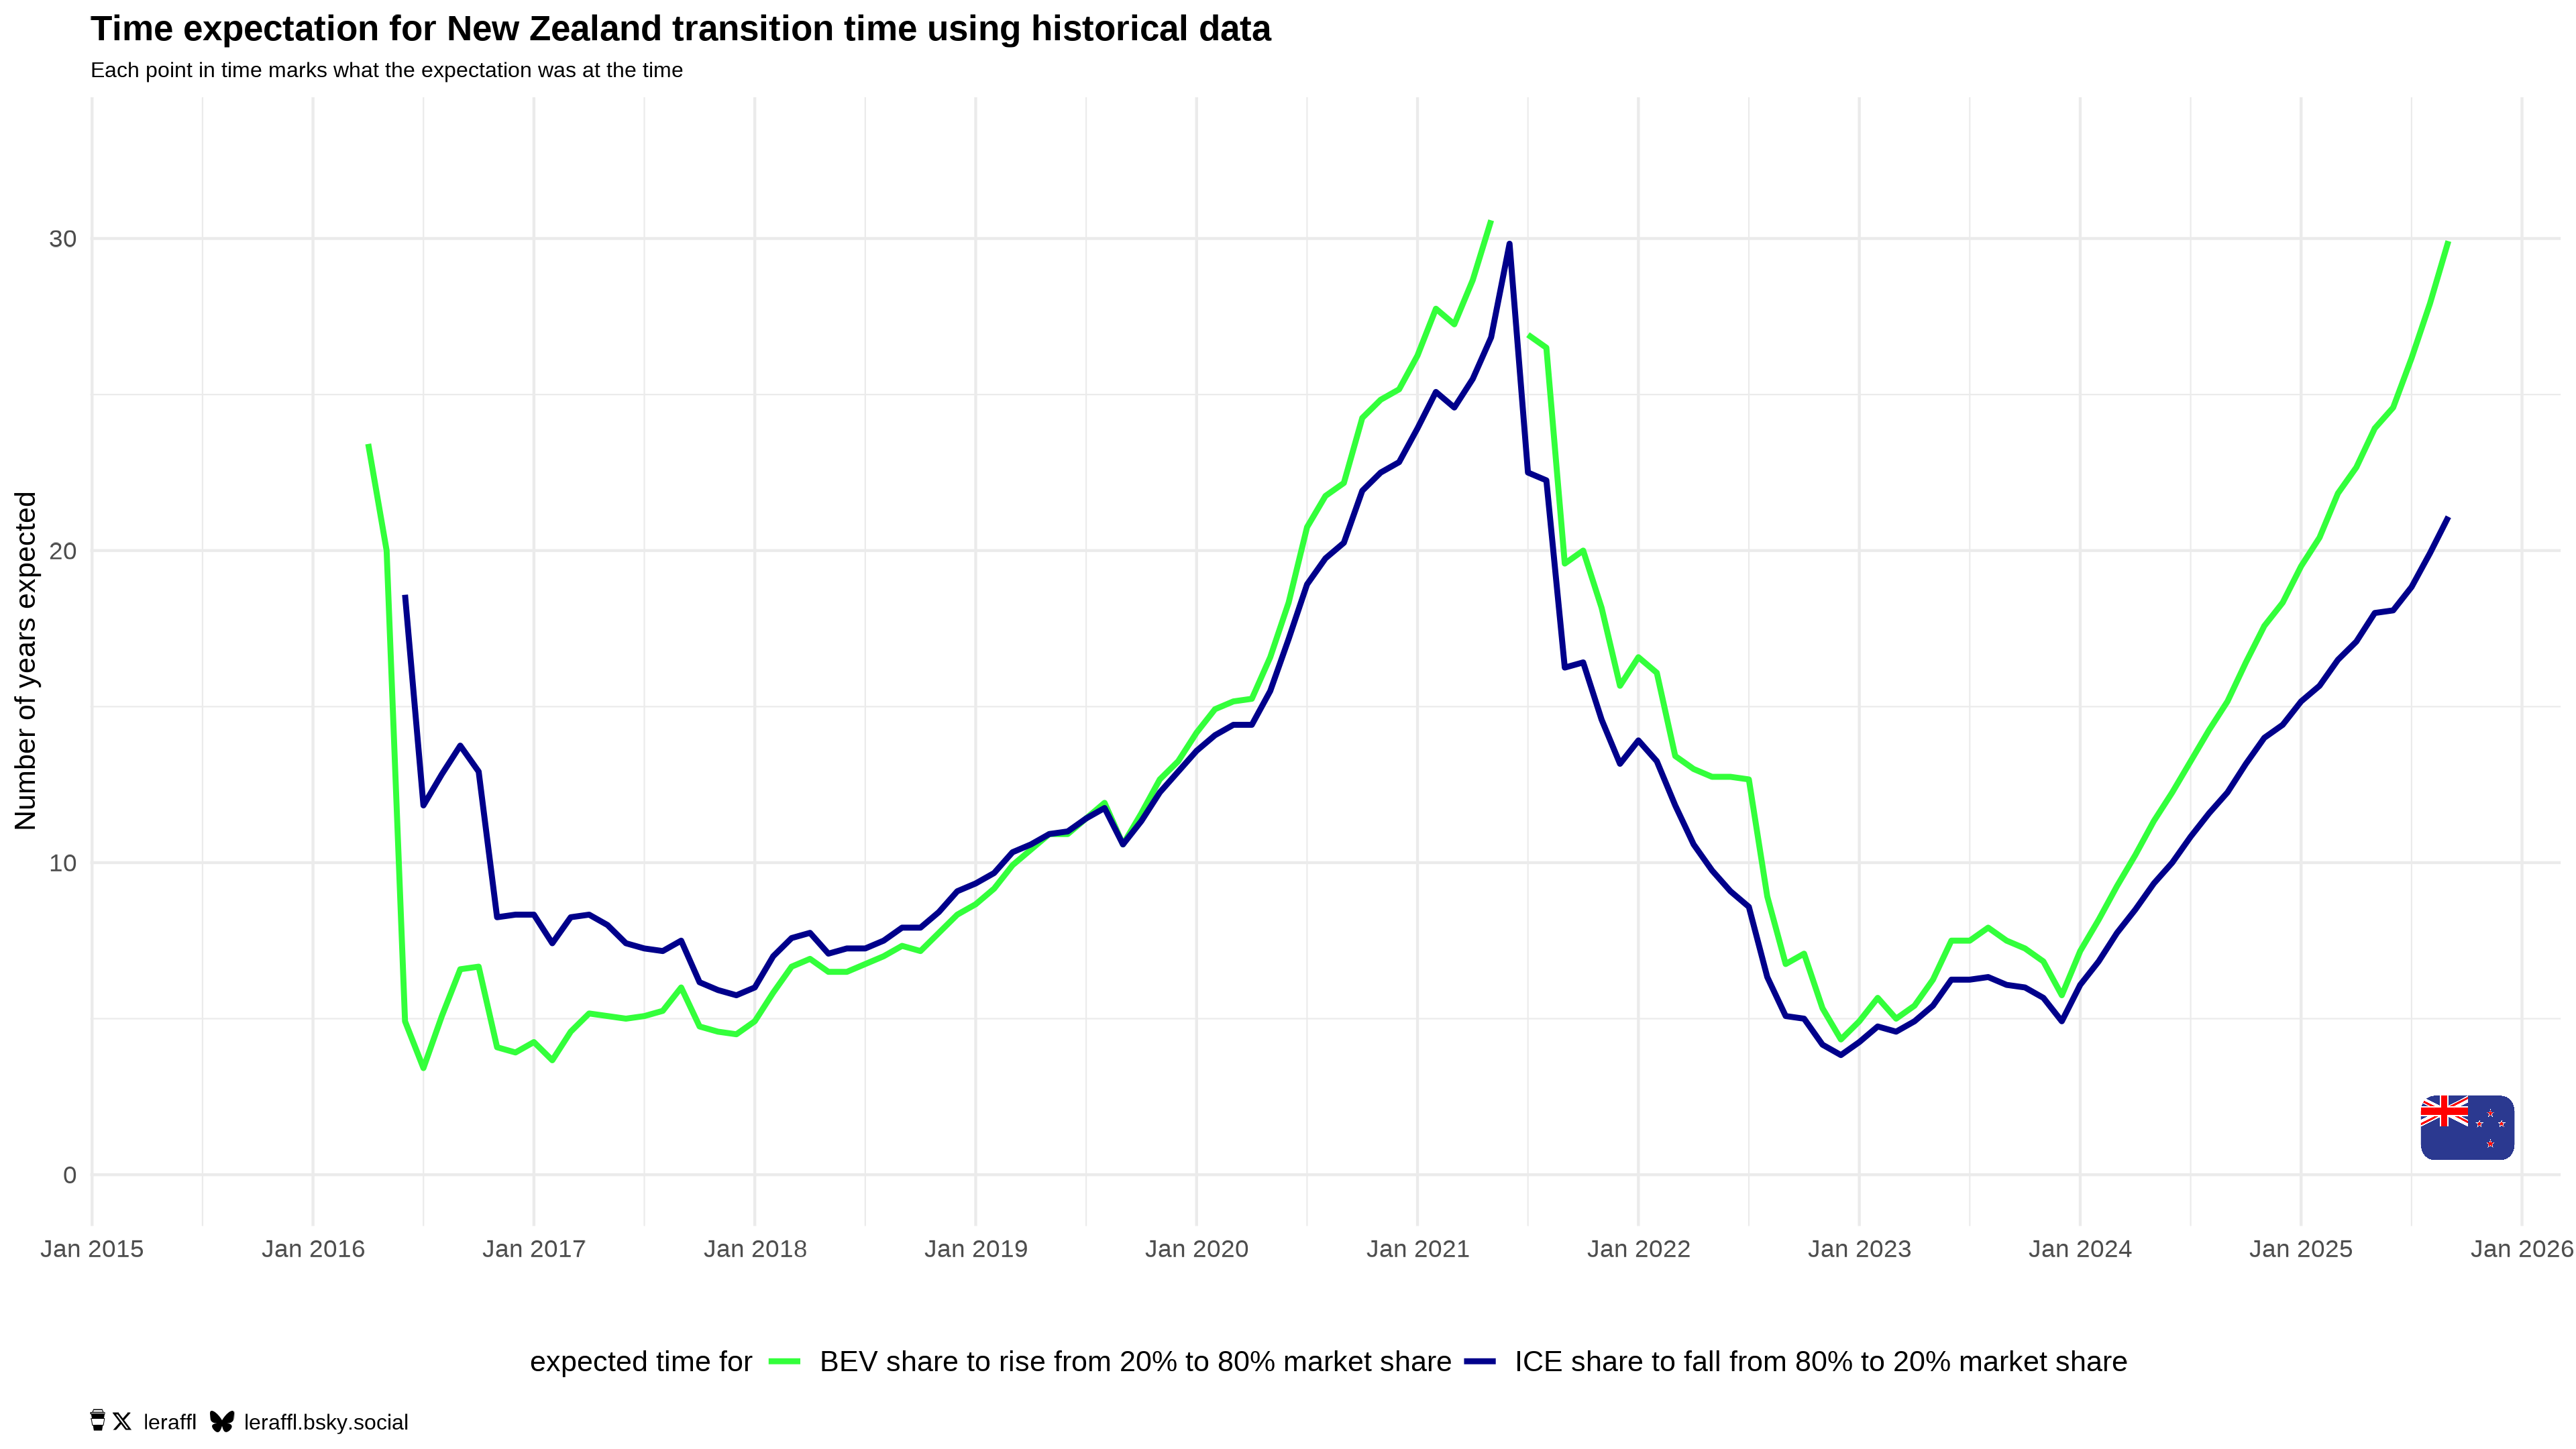 Time expectation for New Zealand transition time using historical data
Each point in time marks what the expectation was at the time
Number of years expected
30
20
10
0
Jan 2015 Jan 2016 Jan 2017 Jan 2018 Jan 2019 Jan 2020 Jan 2021 Jan 2022 Jan 2023 Jan 2024 Jan 2025 Jan 2026
expected time for BEV share to rise from 20% to 80% market share ICE share to fall from 80% to 20% market share
leraffl leraffl.bsky.social